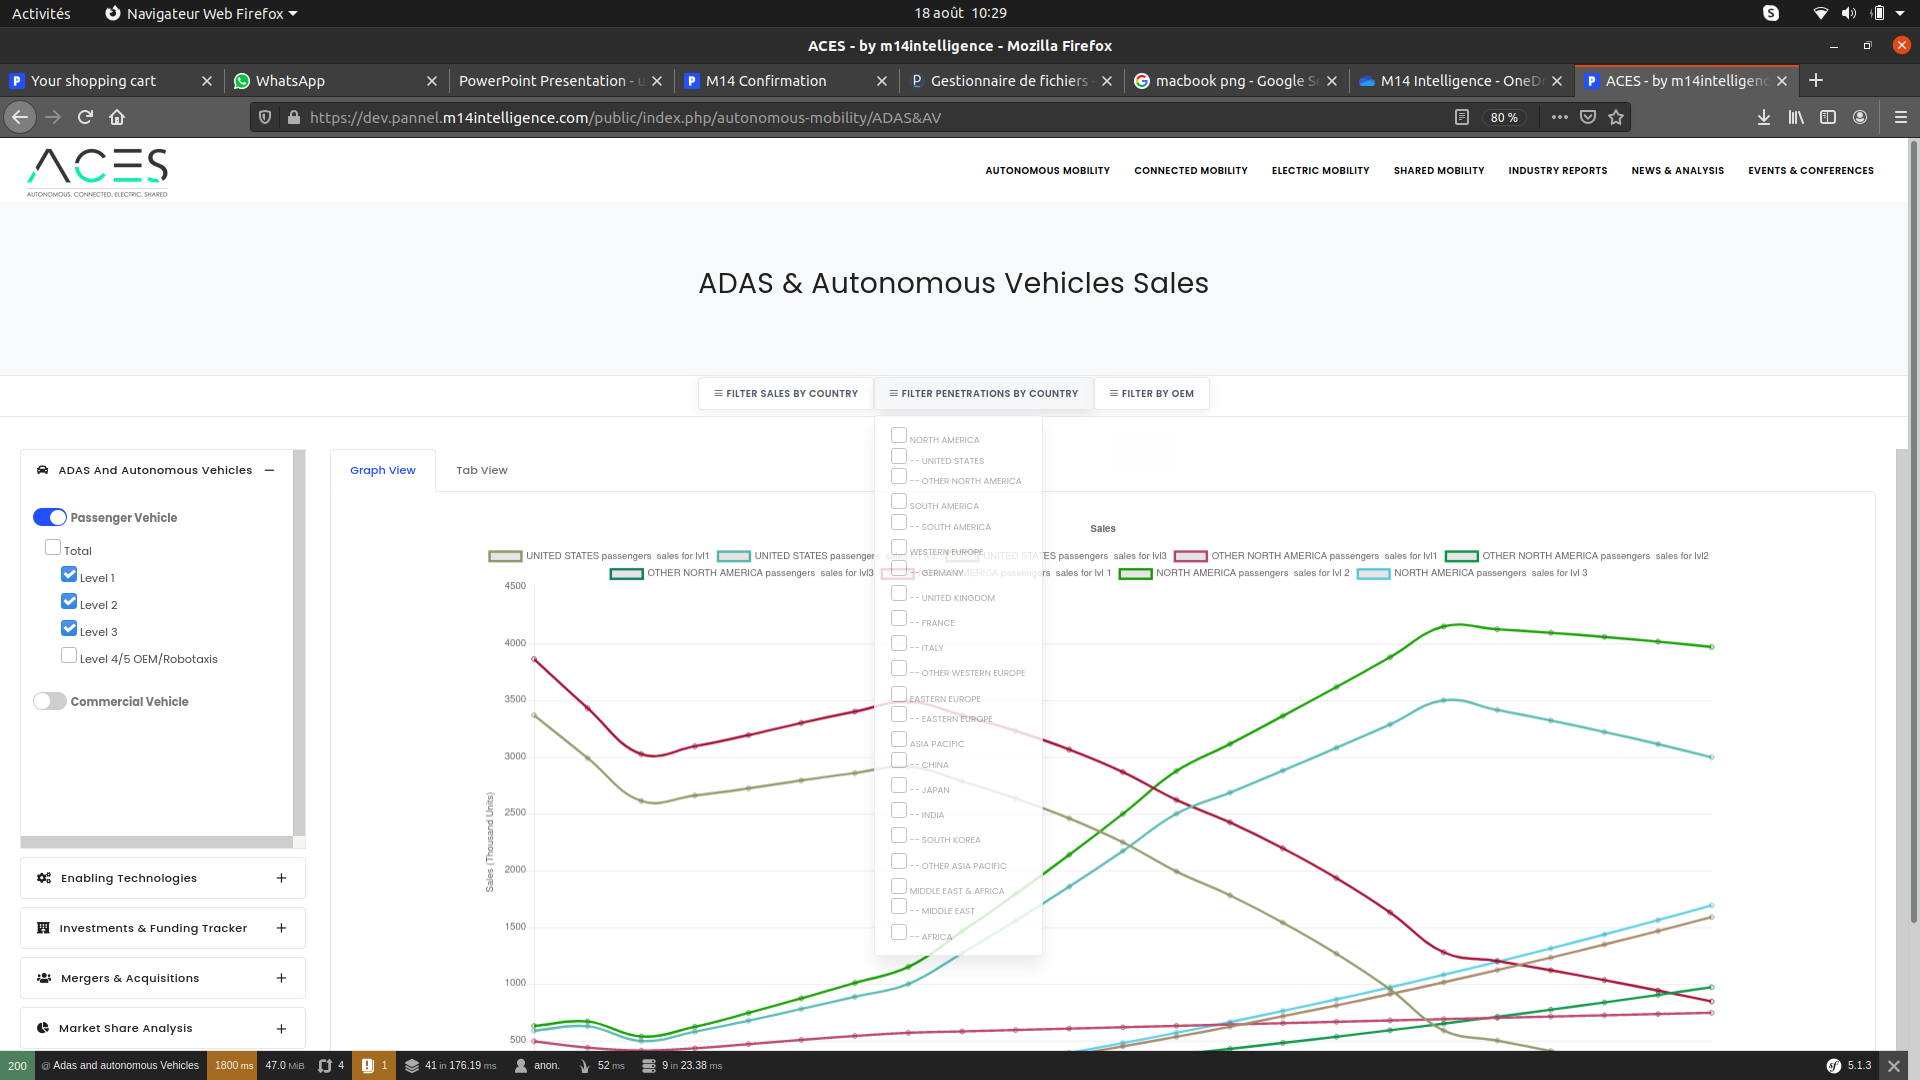 Activités
Navigateur Web Firefox
18 août 10:29
ACES - by m14intelligence - Mozilla Firefox
Your shopping cart
WhatsApp
PowerPoint Presentation - u
M14 Confirmation
Gestionnaire de fichiers
macbook png - Google Se
M14 Intelligence - OneDr
ACES - by m14intelligenc
https://dev.pannel.m14intelligence.com/public/index.php/autonomous-mobility/ADAS&AV
80 %
ACES
AUTONOMOUS. CONNECTED. ELECTRIC. SHARED
AUTONOMOUS MOBILITY
CONNECTED MOBILITY
ELECTRIC MOBILITY
SHARED MOBILITY
INDUSTRY REPORTS
NEWS & ANALYSIS
EVENTS & CONFERENCES
ADAS & Autonomous Vehicles Sales
FILTER SALES BY COUNTRY
FILTER PENETRATIONS BY COUNTRY
FILTER BY OEM
NORTH AMERICA
-- UNITED STATES
-- OTHER NORTH AMERICA
SOUTH AMERICA
-- SOUTH AMERICA
WESTERN EUROPE
-- GERMANY
-- UNITED KINGDOM
-- FRANCE
-- ITALY
-- OTHER WESTERN EUROPE
EASTERN EUROPE
-- EASTERN EUROPE
ASIA PACIFIC
-- CHINA
-- JAPAN
-- INDIA
-- SOUTH KOREA
-- OTHER ASIA PACIFIC
MIDDLE EAST & AFRICA
-- MIDDLE EAST
-- AFRICA
ADAS And Autonomous Vehicles
Passenger Vehicle
Total
Level 1
Level 2
Level 3
Level 4/5 OEM/Robotaxis
Commercial Vehicle
Enabling Technologies
Investments & Funding Tracker
Mergers & Acquisitions
Market Share Analysis
Graph View
Tab View
Sales
UNITED STATES passengers sales for lvl1
UNITED STATES passengers
UNITED STATES passengers sales for lvl3
OTHER NORTH AMERICA passengers sales for lvl1
OTHER NORTH AMERICA passengers sales for lvl2
OTHER NORTH AMERICA passengers sales for lvl3
NORTH AMERICA passengers sales for lvl 1
NORTH AMERICA passengers sales for lvl 2
NORTH AMERICA passengers sales for lvl 3
Sales (Thousand Units)
4500
4000
3500
3000
2500
2000
1500
1000
500
200
@ Adas and autonomous Vehicles
1800 ms
47.0 MiB
4
1
41 in 176.19 ms
anon.
52 ms
9 in 23.38 ms
5.1.3